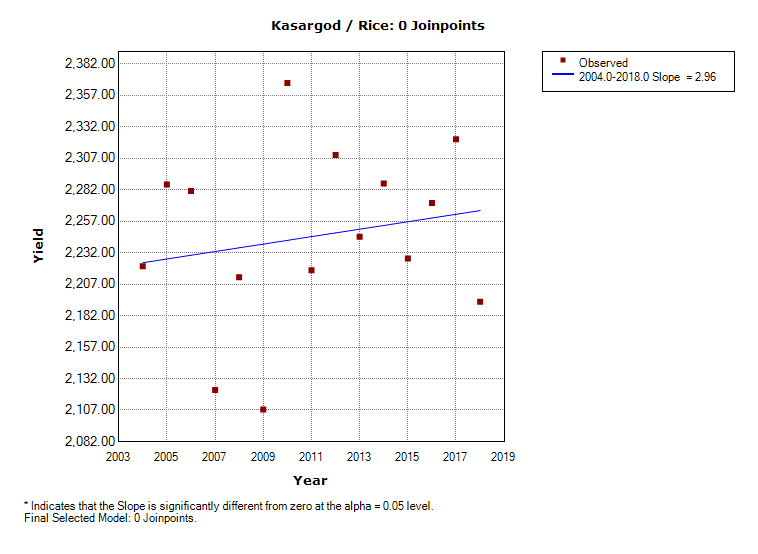 Kasargod / Rice: 0 Joinpoints
2,382.00
2,357.00
2,332.00
2,307.00
2,282.00
2,257.00
2,232.00
2,207.00
2,182.00
2,157.00
2,132.00
2,107.00
2,082.00
Yield
2003 2005 2007 2009 2011 2013 2015 2017 2019
Year
Observed
2004.0-2018.0 Slope = 2.96
* Indicates that the Slope is significantly different from zero at the alpha = 0.05 level.
Final Selected Model: 0 Joinpoints.